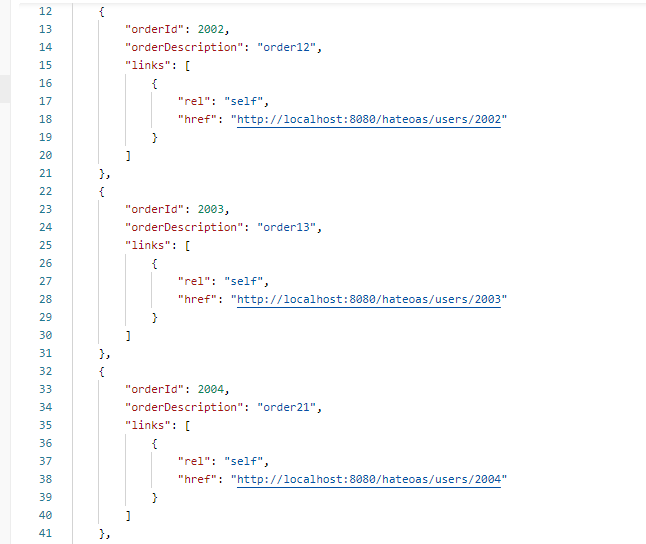 12 {
13 "orderId": 2002,
14 "orderDescription": "order12",
15 "links": [
16 {
17 "rel": "self",
18 "href": "http://localhost:8080/hateoas/users/2002"
19 }
20 ]
21 },
22 {
23 "orderId": 2003,
24 "orderDescription": "order13",
25 "links": [
26 {
27 "rel": "self",
28 "href": "http://localhost:8080/hateoas/users/2003"
29 }
30 ]
31 },
32 {
33 "orderId": 2004,
34 "orderDescription": "order21",
35 "links": [
36 {
37 "rel": "self",
38 "href": "http://localhost:8080/hateoas/users/2004"
39 }
40 ]
41 },